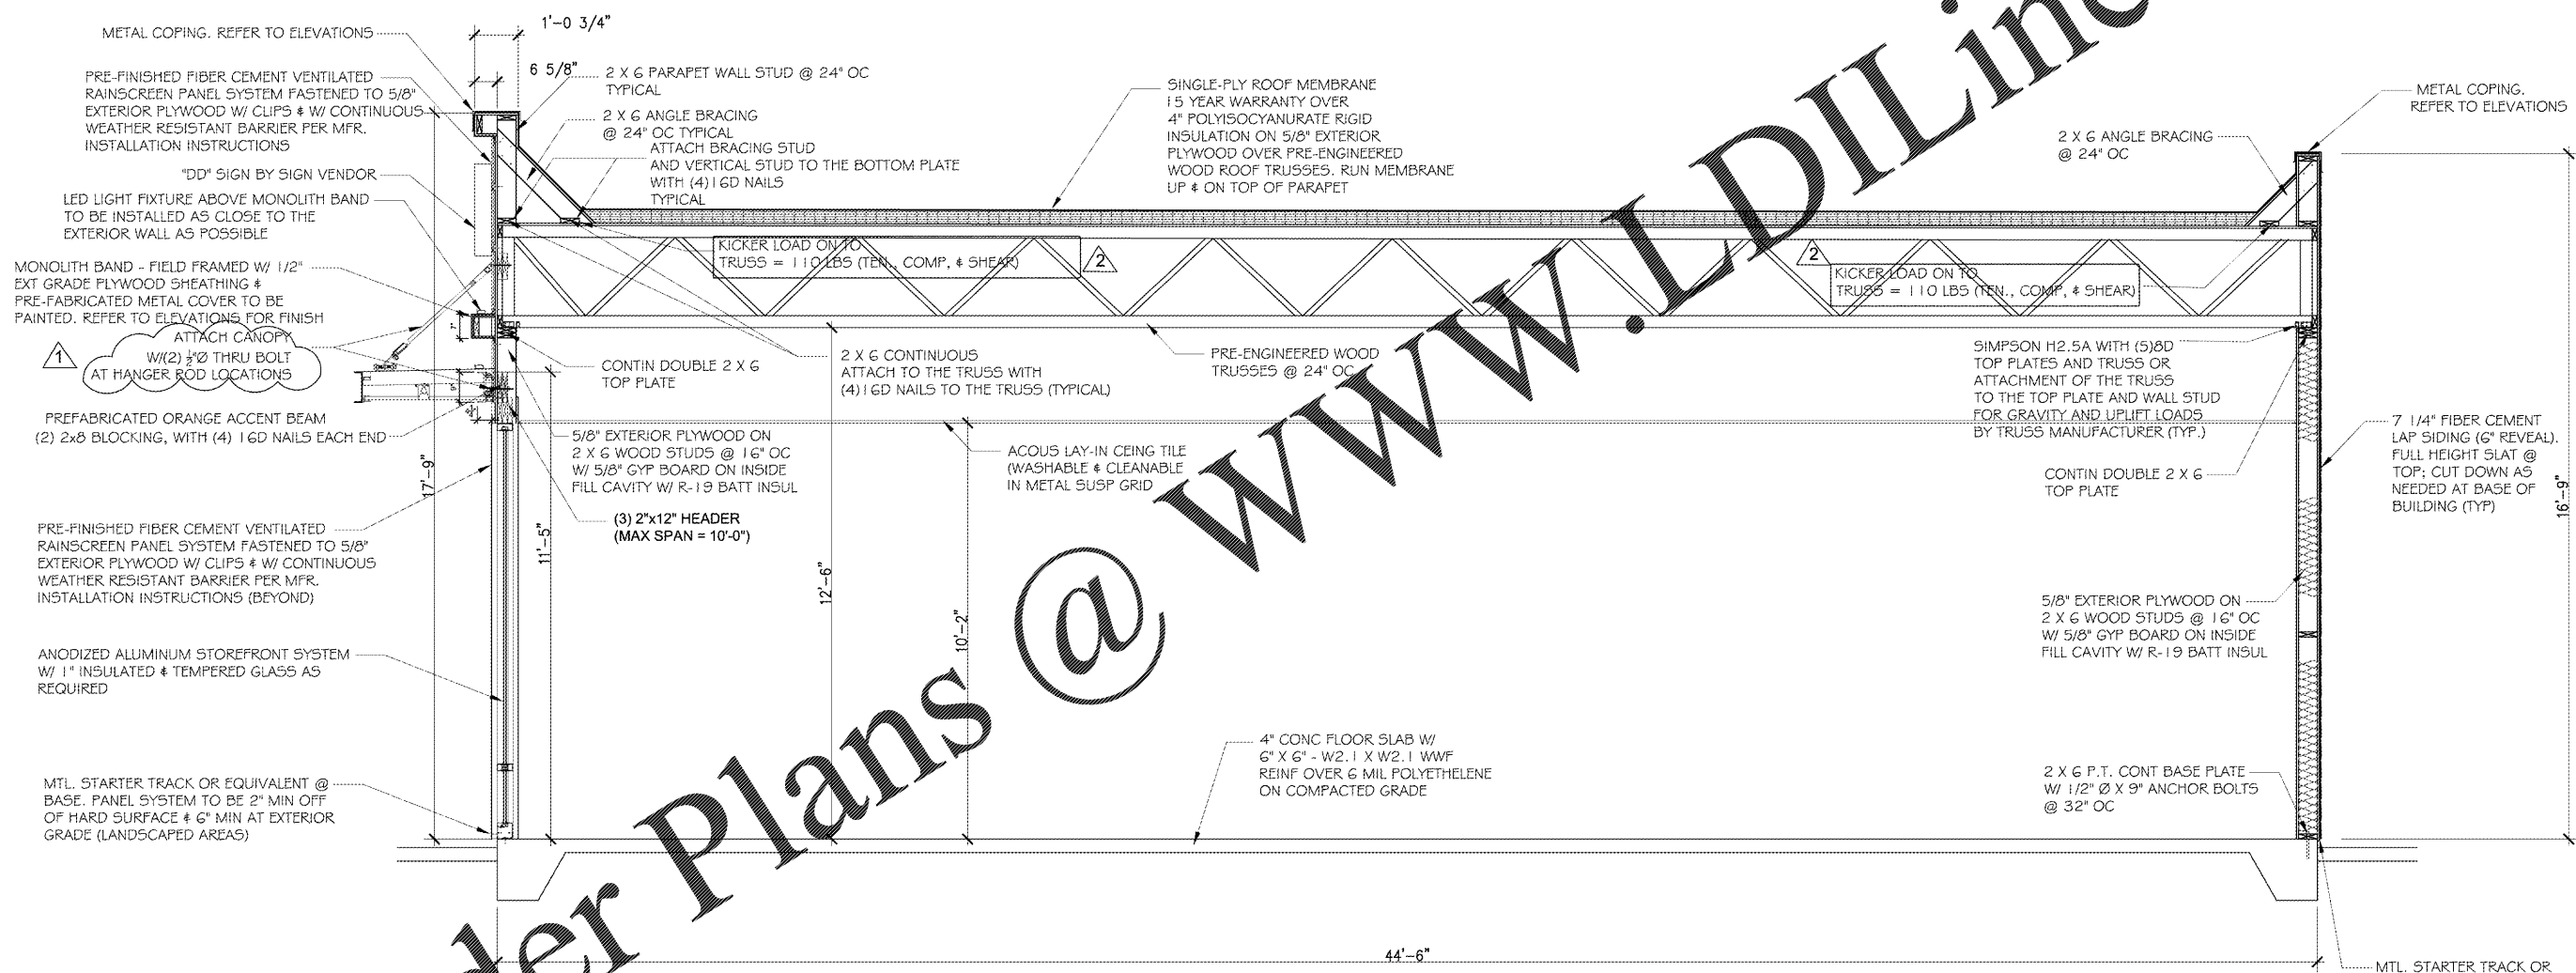 1'-0 3/4"
METAL COPING. REFER TO ELEVATIONS
6 5/8"
PRE-FINISHED FIBER CEMENT VENTILATED
RAINSCREEN PANEL SYSTEM FASTENED TO 5/8"
EXTERIOR PLYWOOD W/ CLIPS & W/ CONTINUOUS
WEATHER RESISTANT BARRIER PER MFR.
INSTALLATION INSTRUCTIONS
"DD" SIGN BY SIGN VENDOR
LED LIGHT FIXTURE ABOVE MONOLITH BAND
TO BE INSTALLED AS CLOSE TO THE
EXTERIOR WALL AS POSSIBLE
MONOLITH BAND - FIELD FRAMED W/ 1/2"
EXT GRADE PLYWOOD SHEATHING &
PRE-FABRICATED METAL COVER TO BE
PAINTED. REFER TO ELEVATIONS FOR FINISH
1
ATTACH CANOPY
W/(2) ½"Ø THRU BOLT
AT HANGER ROD LOCATIONS
PREFABRICATED ORANGE ACCENT BEAM
(2) 2x8 BLOCKING, WITH (4) 16D NAILS EACH END
17'-9"
PRE-FINISHED FIBER CEMENT VENTILATED
RAINSCREEN PANEL SYSTEM FASTENED TO 5/8"
EXTERIOR PLYWOOD W/ CLIPS & W/ CONTINUOUS
WEATHER RESISTANT BARRIER PER MFR.
INSTALLATION INSTRUCTIONS (BEYOND)
ANODIZED ALUMINUM STOREFRONT SYSTEM
W/ 1" INSULATED & TEMPERED GLASS AS
REQUIRED
MTL. STARTER TRACK OR EQUIVALENT @
BASE. PANEL SYSTEM TO BE 2" MIN OFF
OF HARD SURFACE & 6" MIN AT EXTERIOR
GRADE (LANDSCAPED AREAS)
2 X 6 PARAPET WALL STUD @ 24" OC
TYPICAL
2 X 6 ANGLE BRACING
@ 24" OC TYPICAL
ATTACH BRACING STUD
AND VERTICAL STUD TO THE BOTTOM PLATE
WITH (4)16D NAILS
TYPICAL
KICKER LOAD ON TO
TRUSS = 110 LBS (TEN., COMP, & SHEAR)
2
CONTIN DOUBLE 2 X 6
TOP PLATE
2 X 6 CONTINUOUS
ATTACH TO THE TRUSS WITH
(4)16D NAILS TO THE TRUSS (TYPICAL)
7"
9"
5/8" EXTERIOR PLYWOOD ON
2 X 6 WOOD STUDS @ 16" OC
W/ 5/8" GYP BOARD ON INSIDE
FILL CAVITY W/ R-19 BATT INSUL
(3) 2"x12" HEADER
(MAX SPAN = 10'-0")
11'-5"
12'-6"
10'-2"
ACOUS LAY-IN CEING TILE
(WASHABLE & CLEANABLE
IN METAL SUSP GRID
SINGLE-PLY ROOF MEMBRANE
15 YEAR WARRANTY OVER
4" POLYISOCYANURATE RIGID
INSULATION ON 5/8" EXTERIOR
PLYWOOD OVER PRE-ENGINEERED
WOOD ROOF TRUSSES. RUN MEMBRANE
UP & ON TOP OF PARAPET
PRE-ENGINEERED WOOD
TRUSSES @ 24" OC
4" CONC FLOOR SLAB W/
6" X 6" - W2.1 X W2.1 WWF
REINF OVER 6 MIL POLYETHELENE
ON COMPACTED GRADE
44'-6"
METAL COPING.
REFER TO ELEVATIONS
2 X 6 ANGLE BRACING
@ 24" OC
2
KICKER LOAD ON TO
TRUSS = 110 LBS (TEN., COMP, & SHEAR)
SIMPSON H2.5A WITH (5)8D
TOP PLATES AND TRUSS OR
ATTACHMENT OF THE TRUSS
TO THE TOP PLATE AND WALL STUD
FOR GRAVITY AND UPLIFT LOADS
BY TRUSS MANUFACTURER (TYP.)
CONTIN DOUBLE 2 X 6
TOP PLATE
7 1/4" FIBER CEMENT
LAP SIDING (6" REVEAL).
FULL HEIGHT SLAT @
TOP; CUT DOWN AS
NEEDED AT BASE OF
BUILDING (TYP)
16'-9"
5/8" EXTERIOR PLYWOOD ON
2 X 6 WOOD STUDS @ 16" OC
W/ 5/8" GYP BOARD ON INSIDE
FILL CAVITY W/ R-19 BATT INSUL
2 X 6 P.T. CONT BASE PLATE
W/ 1/2" Ø X 9" ANCHOR BOLTS
@ 32" OC
MTL. STARTER TRACK OR
der Plans @ www.LDILine